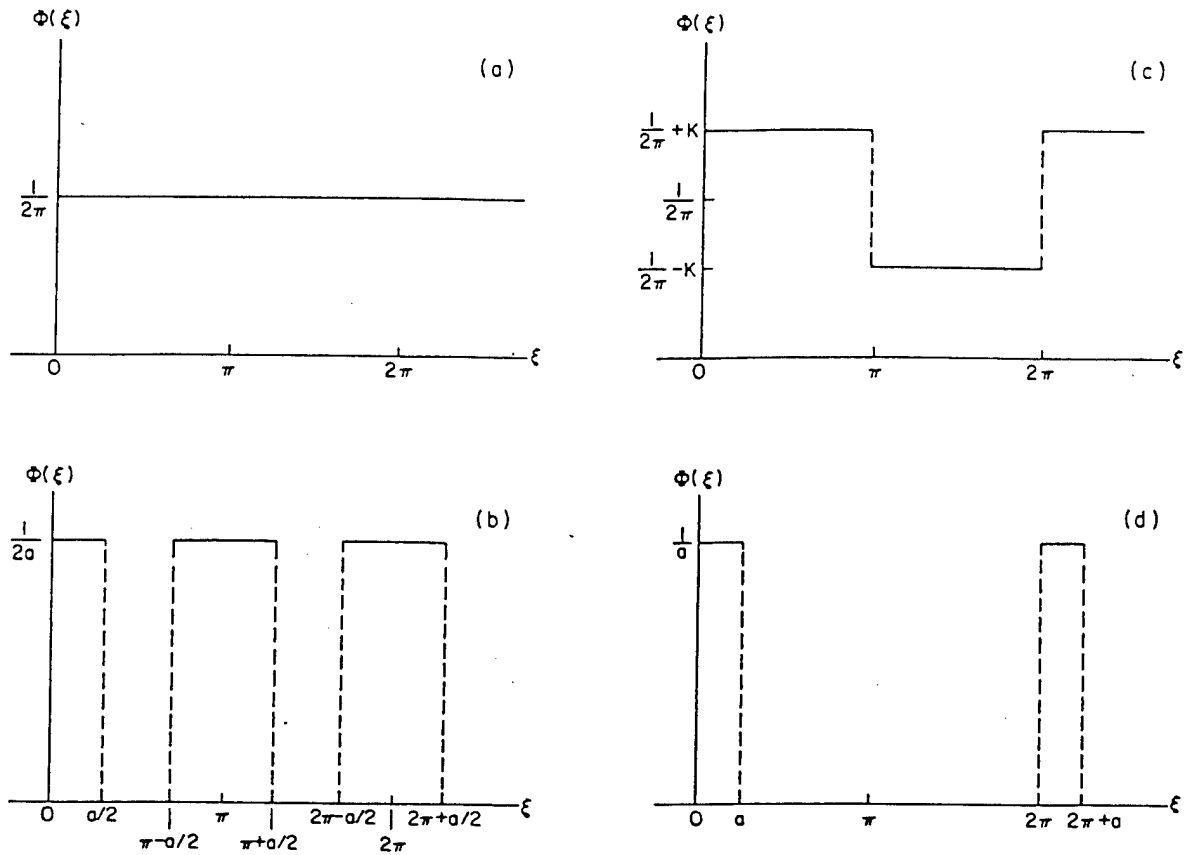 Φ(ξ)
(a)
1/2π
0 π 2π ξ
Φ(ξ)
(c)
1/2π +K
1/2π
1/2π -K
0 π 2π ξ
Φ(ξ)
(b)
1/2a
0 a/2 π-a/2 π π+a/2 2π-a/2 2π 2π+a/2 ξ
Φ(ξ)
(d)
1/a
0 a π 2π 2π+a ξ